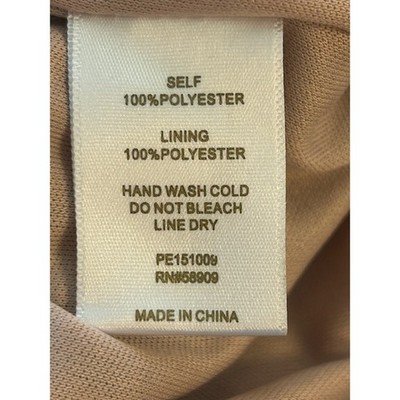 SELF
100%POLYESTER
LINING
100%POLYESTER
HAND WASH COLD
DO NOT BLEACH
LINE DRY
PE151009
RN#58909
MADE IN CHINA